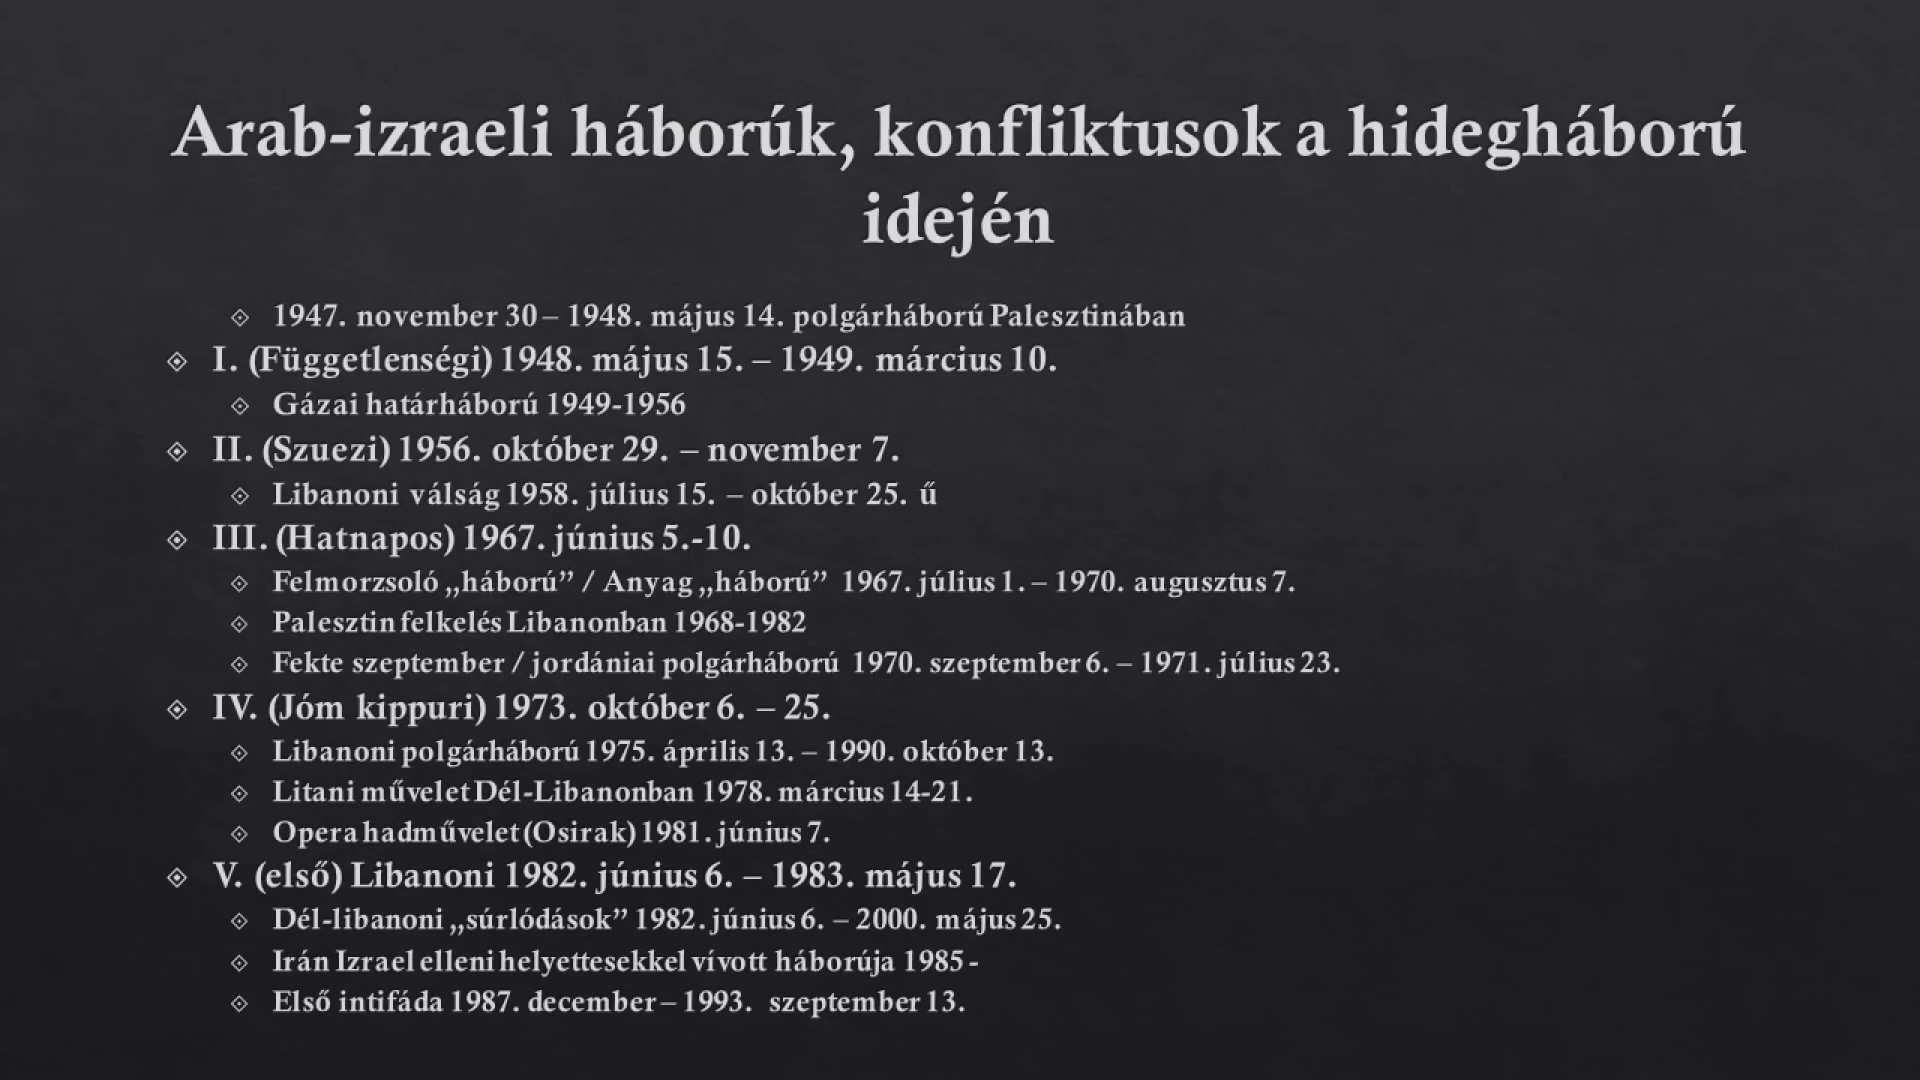 Arab-izraeli háborúk, konfliktusok a hidegháború
idején
1947. november 30 – 1948. május 14. polgárháború Palesztinában
I. (Függetlenségi) 1948. május 15. – 1949. március 10.
Gázai határháború 1949-1956
II. (Szuezi) 1956. október 29. – november 7.
Libanoni válság 1958. július 15. – október 25. ű
III. (Hatnapos) 1967. június 5.-10.
Felmorzsoló „háború” / Anyag „háború” 1967. július 1. – 1970. augusztus 7.
Palesztin felkelés Libanonban 1968-1982
Fekte szeptember / jordániai polgárháború 1970. szeptember 6. – 1971. július 23.
IV. (Jóm kippuri) 1973. október 6. – 25.
Libanoni polgárháború 1975. április 13. – 1990. október 13.
Litani művelet Dél-Libanonban 1978. március 14-21.
Opera hadművelet (Osirak) 1981. június 7.
V. (első) Libanoni 1982. június 6. – 1983. május 17.
Dél-libanoni „súrlódások” 1982. június 6. – 2000. május 25.
Irán Izrael elleni helyettesekkel vívott háborúja 1985 -
Első intifáda 1987. december – 1993. szeptember 13.